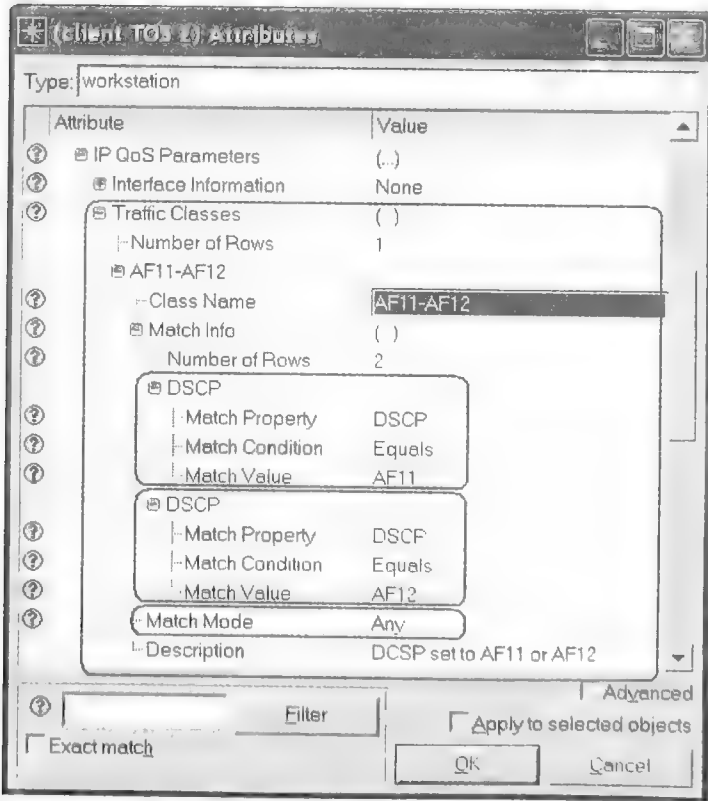 (client TOS 1) Attributes
Type: workstation
Attribute Value
IP QoS Parameters (...)
Interface Information None
Traffic Classes ( )
Number of Rows 1
AF11-AF12
Class Name AF11-AF12
Match Info ( )
Number of Rows 2
DSCP
Match Property DSCP
Match Condition Equals
Match Value AF11
DSCP
Match Property DSCP
Match Condition Equals
Match Value AF12
Match Mode Any
Description DCSP set to AF11 or AF12
Advanced
Filter
Apply to selected objects
Exact match
OK
Cancel